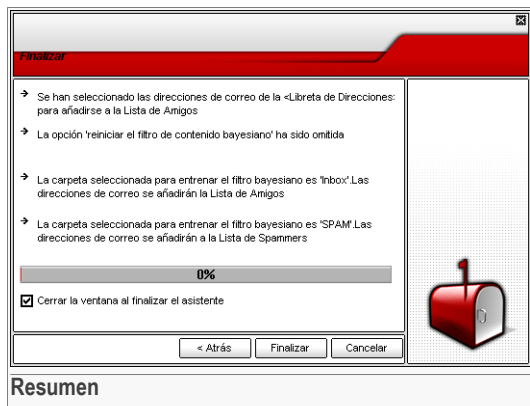 Finalizar
Se han seleccionado las direcciones de correo de la <Libreta de Direcciones:
para añadirse a la Lista de Amigos
La opción 'reiniciar el filtro de contenido bayesiano' ha sido omitida
La carpeta seleccionada para entrenar el filtro bayesiano es 'Inbox'.Las
direcciones de correo se añadirán la Lista de Amigos
La carpeta seleccionada para entrenar el filtro bayesiano es 'SPAM'.Las
direcciones de correo se añadirán a la Lista de Spammers
0%
Cerrar la ventana al finalizar el asistente
< Atrás Finalizar Cancelar
Resumen